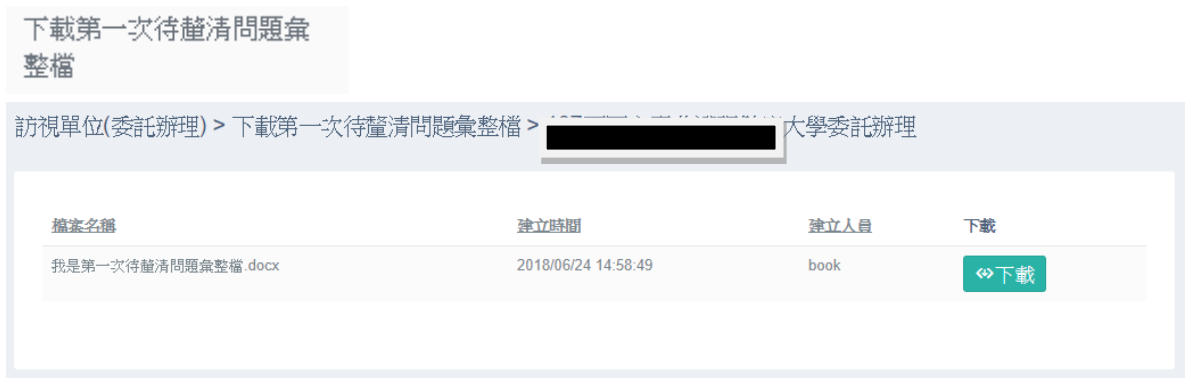 下載第一次待釐清問題彙
整檔
訪視單位(委託辦理) > 下載第一次待釐清問題彙整檔 > 大學委託辦理
檔案名稱 建立時間 建立人員 下載
我是第一次待釐清問題彙整檔.docx 2018/06/24 14:58:49 book 下載